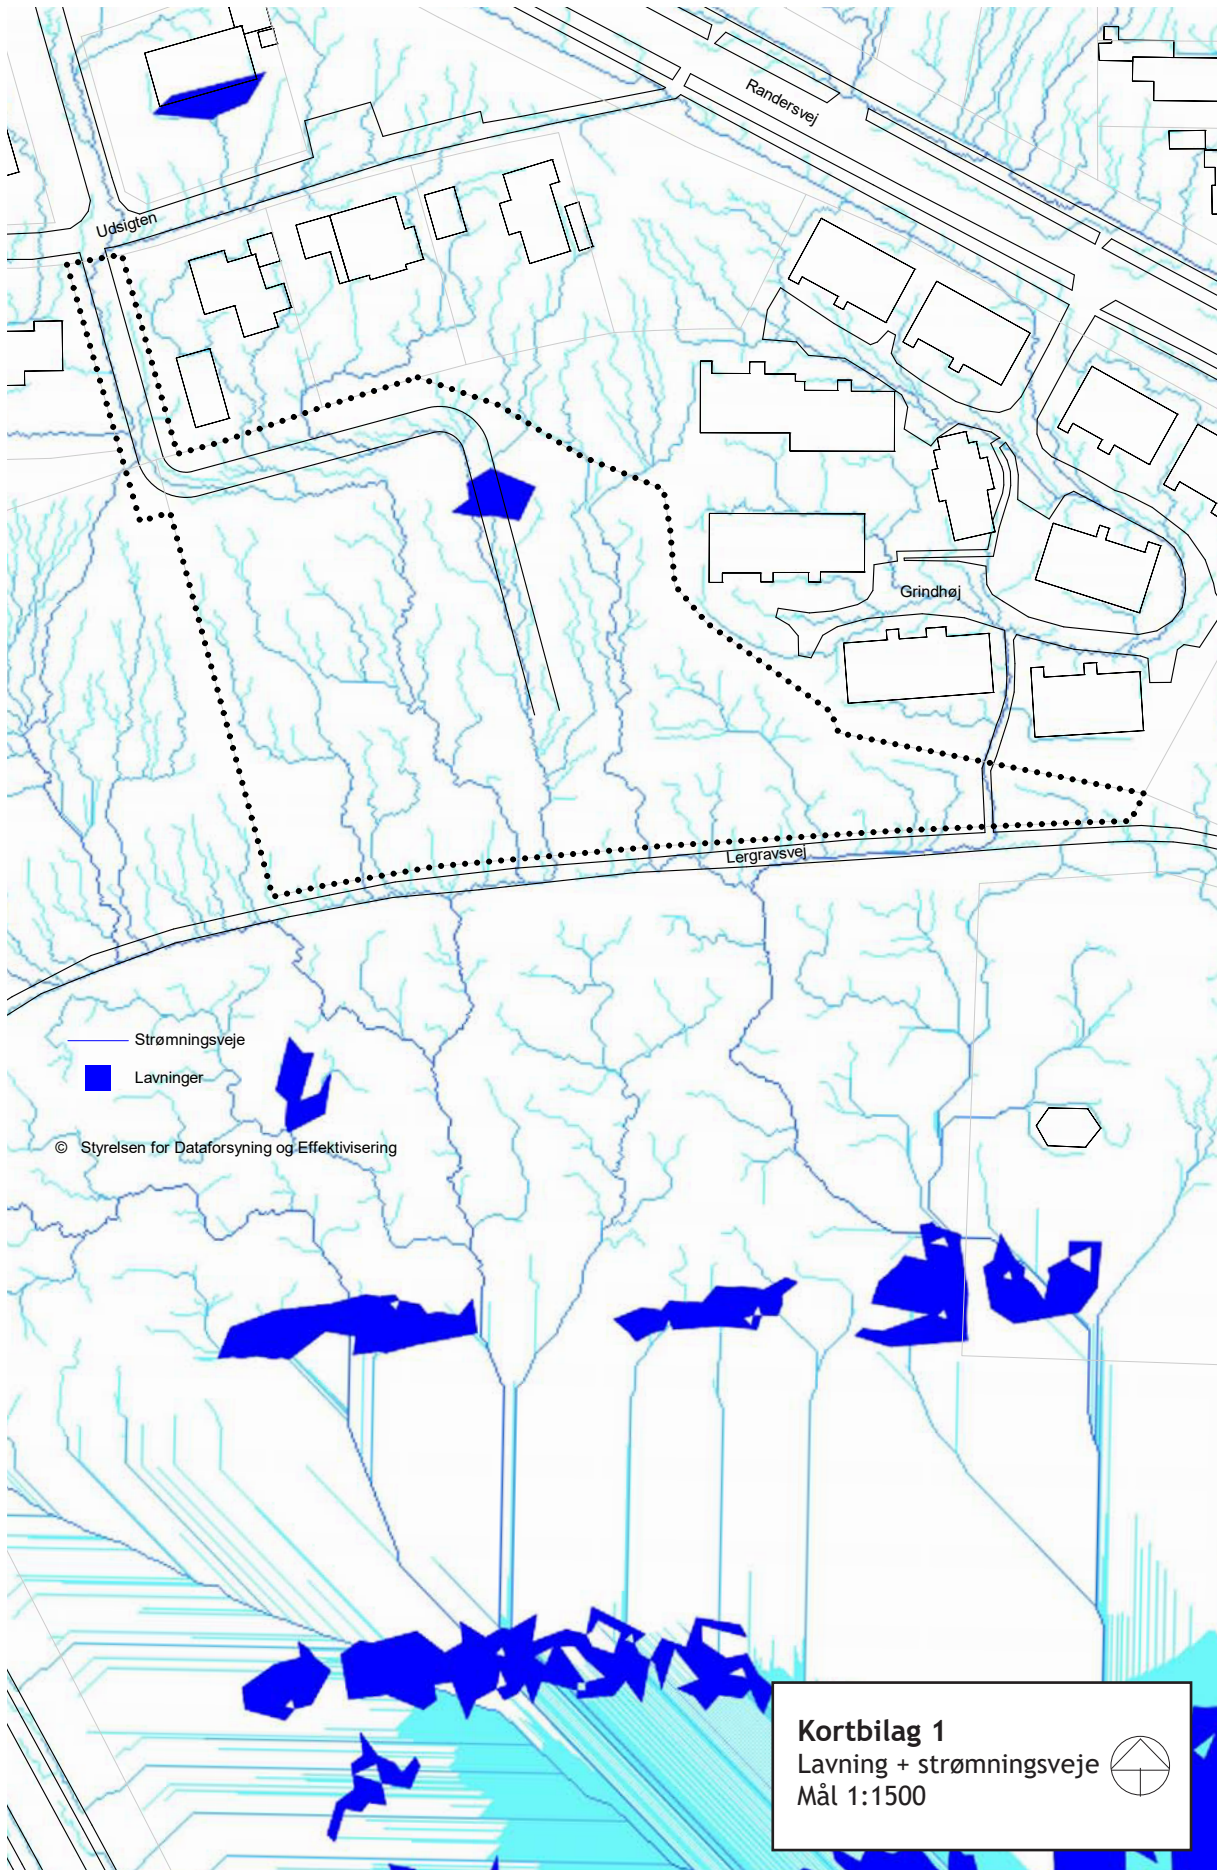 Randersvej
Udsigten
Grindhøj
Lergravsvej
Strømningsveje
Lavninger
© Styrelsen for Dataforsyning og Effektivisering
Kortbilag 1
Lavning + strømningsveje
Mål 1:1500